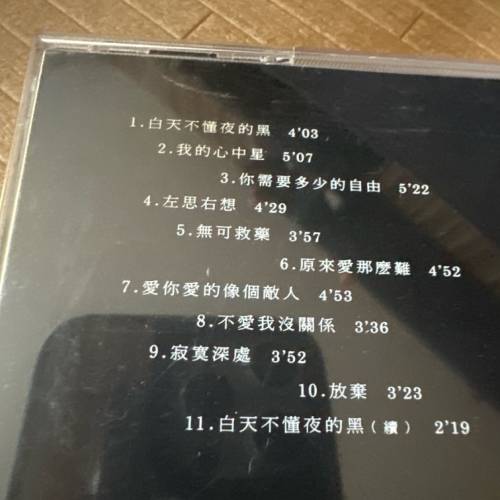 1.白天不懂夜的黑 4'03
2.我的心中星 5'07
3.你需要多少的自由 5'22
4.左思右想 4'29
5.無可救藥 3'57
6.原來愛那麼難 4'52
7.愛你愛的像個敵人 4'53
8.不愛我沒關係 3'36
9.寂寞深處 3'52
10.放棄 3'23
11.白天不懂夜的黑(續) 2'19